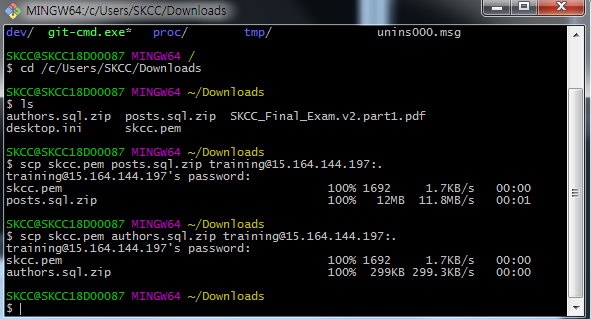 MINGW64:/c/Users/SKCC/Downloads
dev/  git-cmd.exe*   proc/        tmp/               unins000.msg
SKCC@SKCC18D00087 MINGW64 /
$ cd /c/Users/SKCC/Downloads
SKCC@SKCC18D00087 MINGW64 ~/Downloads
$ ls
authors.sql.zip  posts.sql.zip  SKCC_Final_Exam.v2.part1.pdf
desktop.ini      skcc.pem
SKCC@SKCC18D00087 MINGW64 ~/Downloads
$ scp skcc.pem posts.sql.zip training@15.164.144.197:.
training@15.164.144.197's password:
skcc.pem                                      100% 1692     1.7KB/s   00:00
posts.sql.zip                                 100%   12MB  11.8MB/s   00:01
SKCC@SKCC18D00087 MINGW64 ~/Downloads
$ scp skcc.pem authors.sql.zip training@15.164.144.197:.
training@15.164.144.197's password:
skcc.pem                                      100% 1692     1.7KB/s   00:00
authors.sql.zip                               100%  299KB 299.3KB/s   00:00
SKCC@SKCC18D00087 MINGW64 ~/Downloads
$